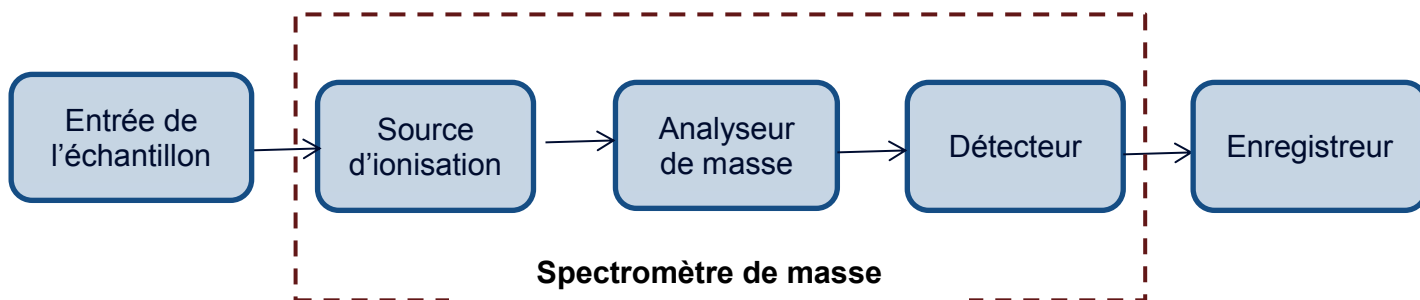 Entrée de
l’échantillon
Source
d’ionisation
Analyseur
de masse
Détecteur
Enregistreur
Spectromètre de masse